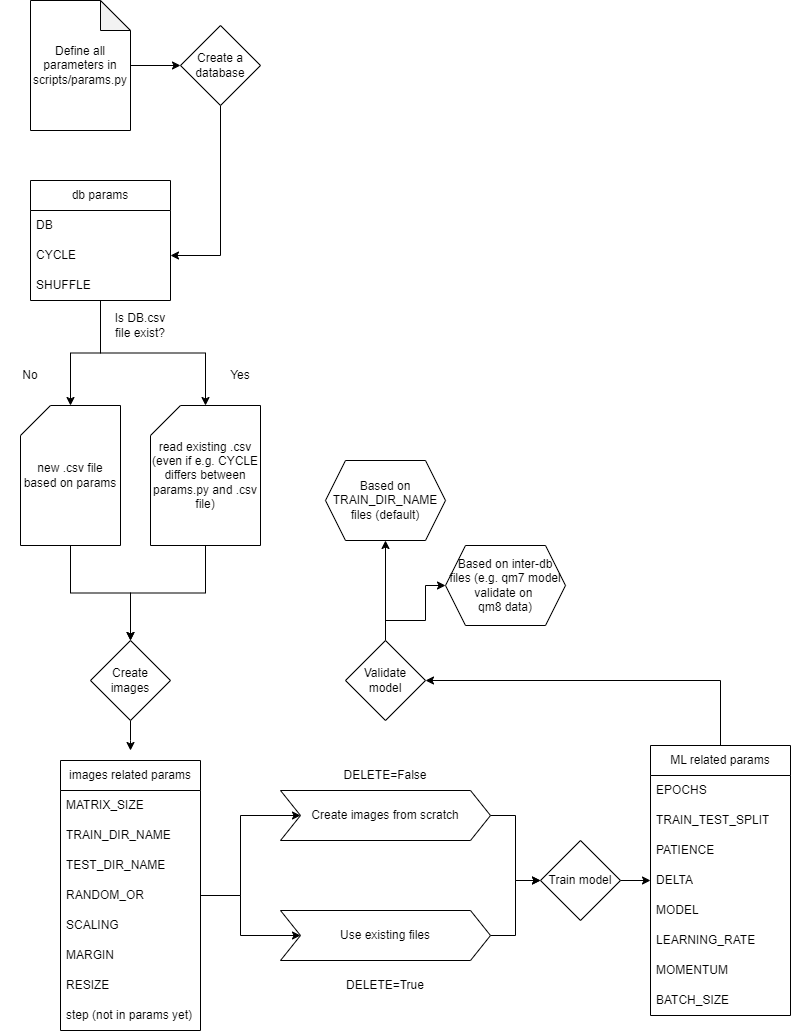 Define all
parameters in
scripts/params.py
Create a
database
db params
DB
CYCLE
SHUFFLE
Is DB.csv
file exist?
No
Yes
new .csv file
based on params
read existing .csv
(even if e.g. CYCLE
differs between
params.py and .csv
file)
Based on
TRAIN_DIR_NAME
files (default)
Based on inter-db
files (e.g. qm7 model
validate on
qm8 data)
Create
images
Validate
model
images related params
MATRIX_SIZE
TRAIN_DIR_NAME
TEST_DIR_NAME
RANDOM_OR
SCALING
MARGIN
RESIZE
step (not in params yet)
DELETE=False
Create images from scratch
Use existing files
DELETE=True
Train model
ML related params
EPOCHS
TRAIN_TEST_SPLIT
PATIENCE
DELTA
MODEL
LEARNING_RATE
MOMENTUM
BATCH_SIZE